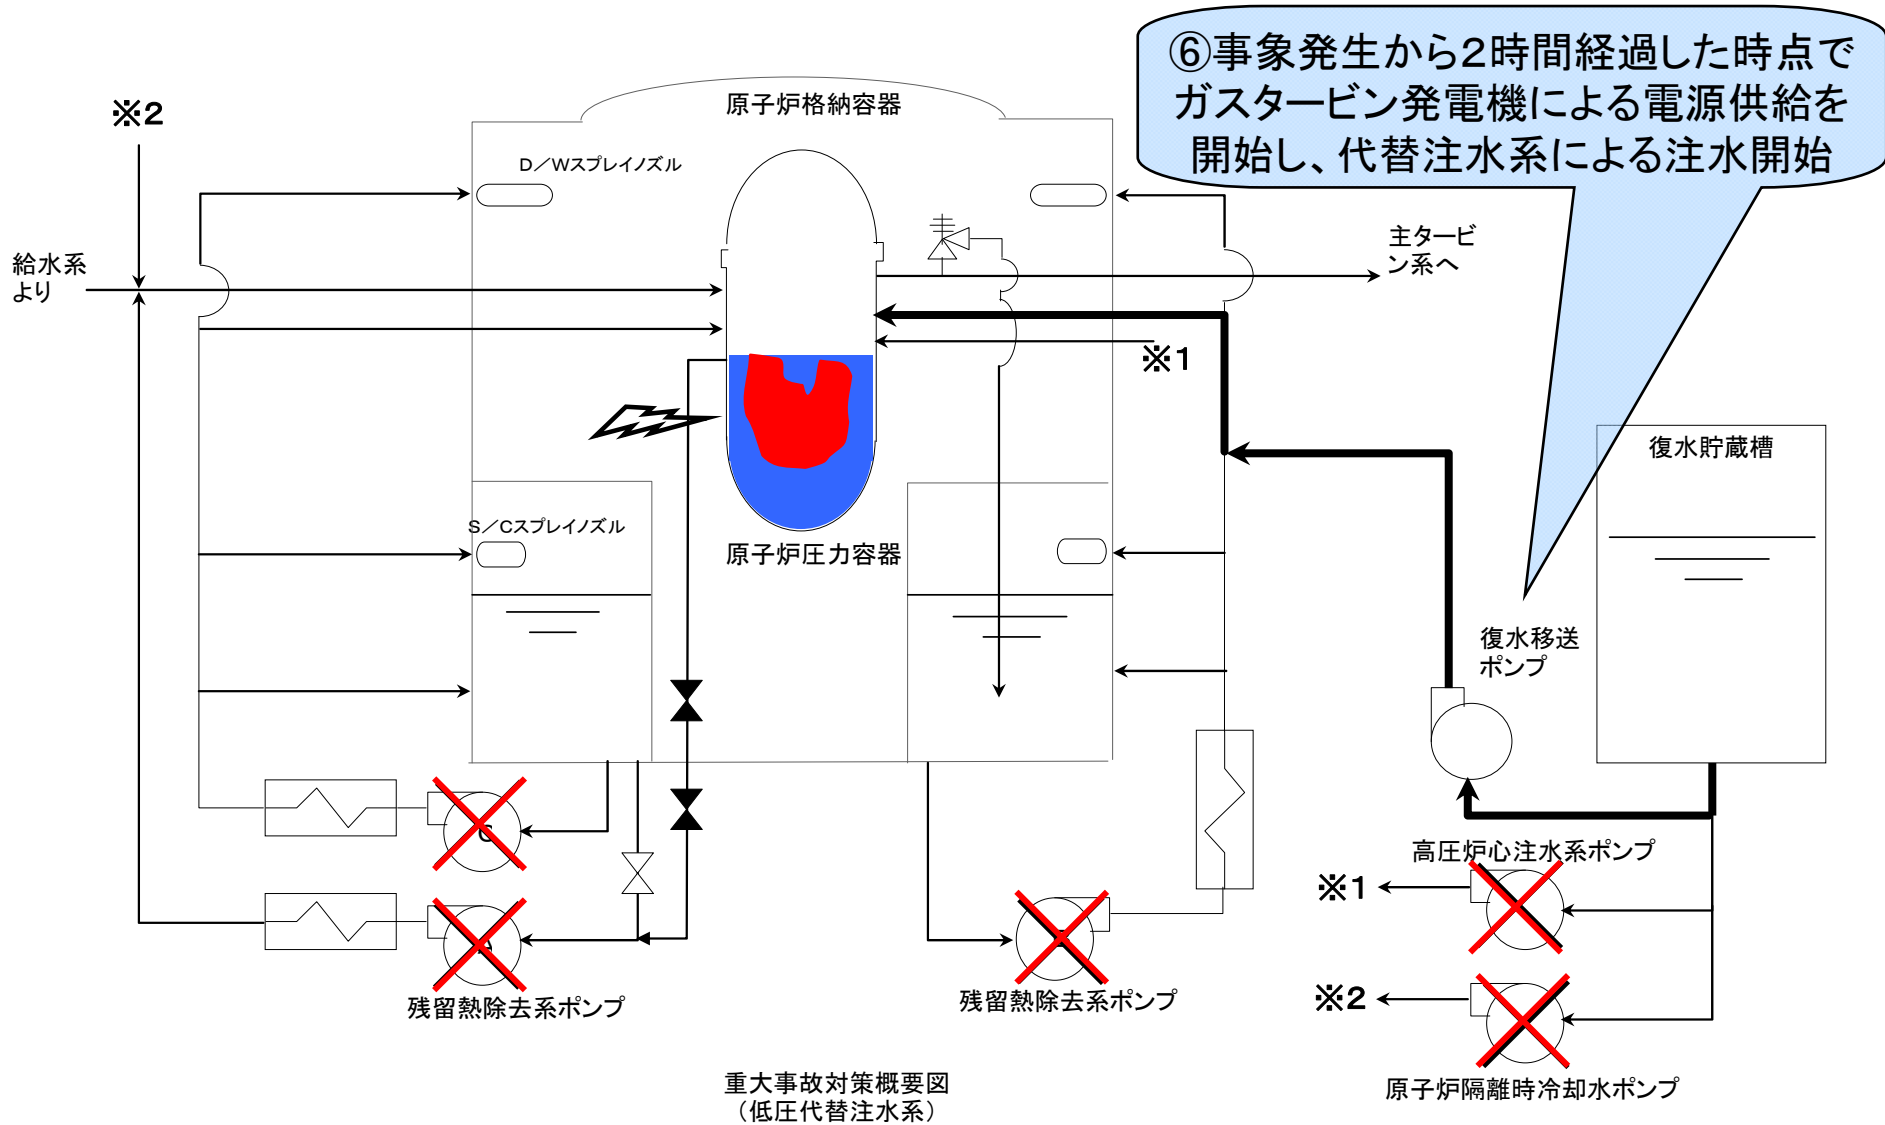 ⑥事象発生から2時間経過した時点で
ガスタービン発電機による電源供給を
開始し、代替注水系による注水開始
※2
原子炉格納容器
D/Wスプレイノズル
給水系
より
主タービ
ン系へ
※1
復水貯蔵槽
S/Cスプレイノズル
原子炉圧力容器
復水移送
ポンプ
高圧炉心注水系ポンプ
※1
残留熱除去系ポンプ
残留熱除去系ポンプ
※2
原子炉隔離時冷却水ポンプ
重大事故対策概要図
(低圧代替注水系)